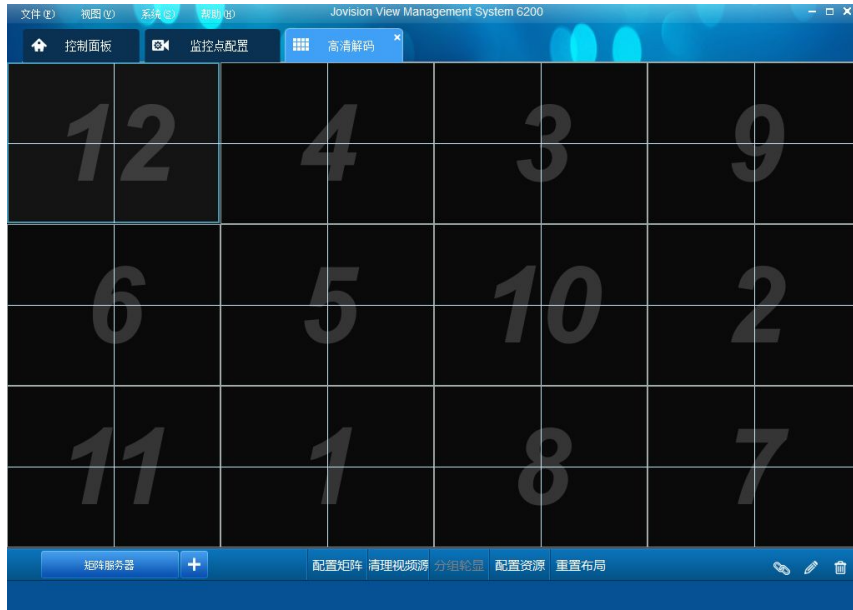 文件(F) 视图(V) 系统(S) 帮助(H) Jovision View Management System 6200
控制面板 监控点配置 高清解码
12 4 3 9
6 5 10 2
11 1 8 7
矩阵服务器 + 配置矩阵 清理视频源 分组轮显 配置资源 重置布局